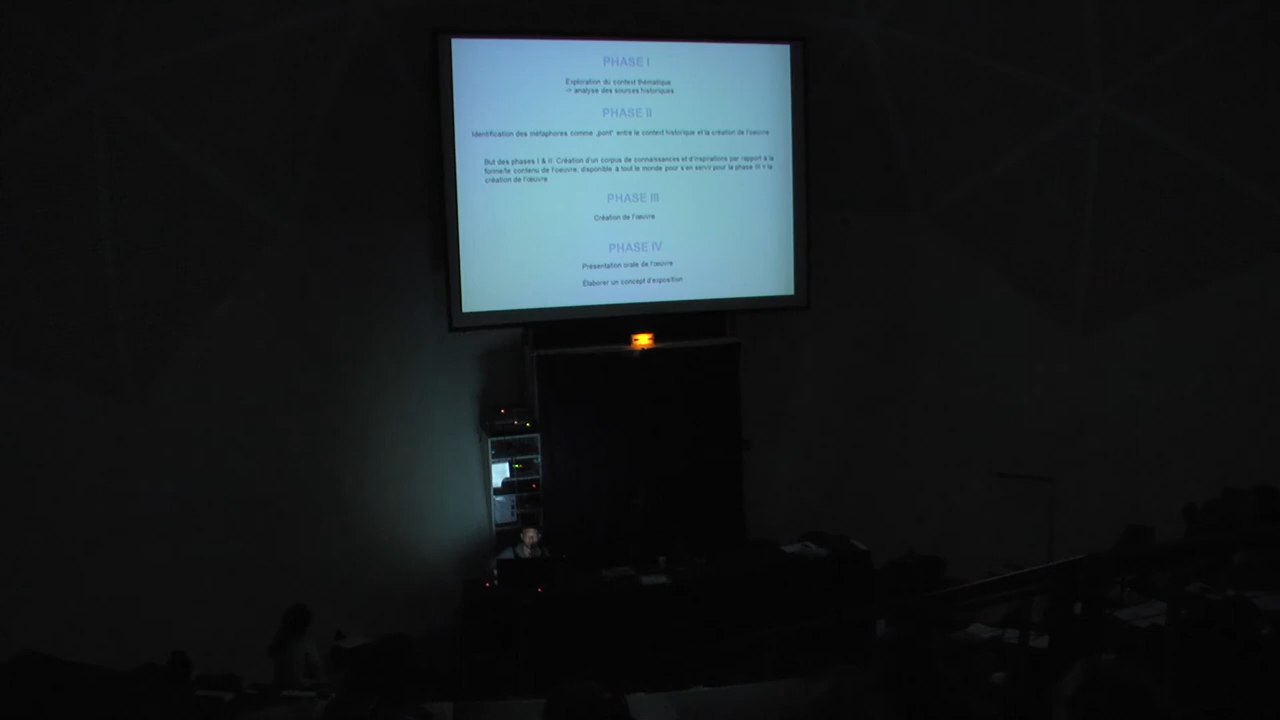 PHASE I
Exploration du context thématique
-> analyse des sources historiques
PHASE II
Identification des métaphores comme „pont“ entre le context historique et la création de l'oeuvre
But des phases I & II: Création d'un corpus de connaissances et d'inspirations par rapport à la
forme/le contenu de l'oeuvre; disponible à tout le monde pour s'en servir pour la phase III > la
création de l'œuvre
PHASE III
Création de l'œuvre
PHASE IV
Présentation orale de l'œuvre
Élaborer un concept d'exposition